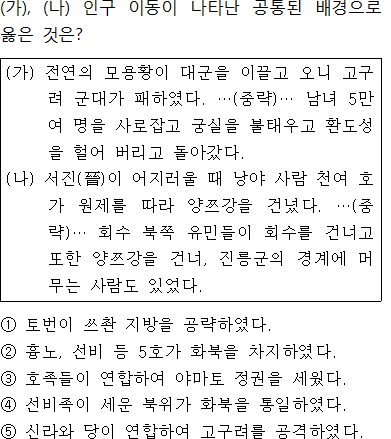 (가), (나) 인구 이동이 나타난 공통된 배경으로
옳은 것은?
(가) 전연의 모용황이 대군을 이끌고 오니 고구
려 군대가 패하였다. …(중략)… 남녀 5만
여 명을 사로잡고 궁실을 불태우고 환도성
을 헐어 버리고 돌아갔다.
(나) 서진(晉)이 어지러울 때 낭야 사람 천여 호
가 원제를 따라 양쯔강을 건넜다. …(중
략)… 회수 북쪽 유민들이 회수를 건너고
또한 양쯔강을 건너, 진릉군의 경계에 머
무는 사람도 있었다.
① 토번이 쓰촨 지방을 공략하였다.
② 흉노, 선비 등 5호가 화북을 차지하였다.
③ 호족들이 연합하여 야마토 정권을 세웠다.
④ 선비족이 세운 북위가 화북을 통일하였다.
⑤ 신라와 당이 연합하여 고구려를 공격하였다.